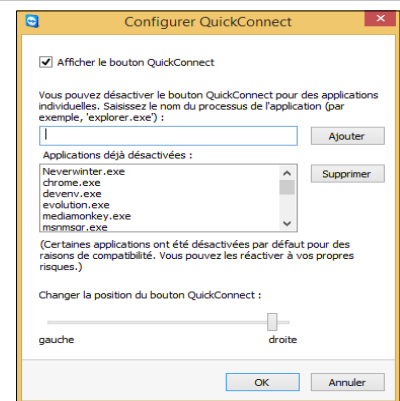 Configurer QuickConnect
Afficher le bouton QuickConnect
Vous pouvez désactiver le bouton QuickConnect pour des applications
individuelles. Saisissez le nom du processus de l'application (par
exemple, 'explorer.exe') :
Ajouter
Applications déjà désactivées :
Neverwinter.exe
chrome.exe
devenv.exe
evolution.exe
mediamonkey.exe
msnmsgr.exe
Supprimer
(Certaines applications ont été désactivées par défaut pour des
raisons de compatibilité. Vous pouvez les réactiver à vos propres
risques.)
Changer la position du bouton QuickConnect :
gauche droite
OK Annuler